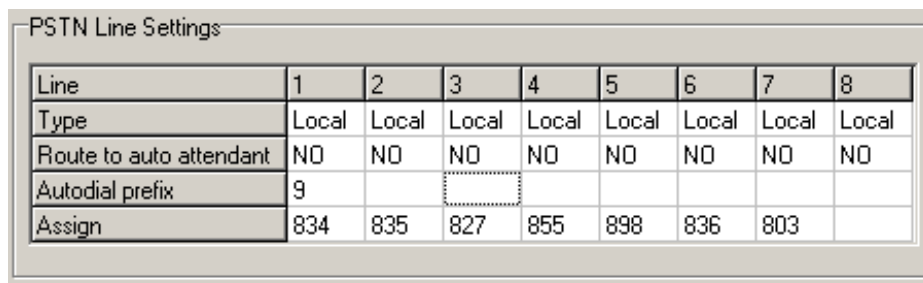 PSTN Line Settings
Line 1 2 3 4 5 6 7 8
Type Local Local Local Local Local Local Local Local
Route to auto attendant NO NO NO NO NO NO NO NO
Autodial prefix 9
Assign 834 835 827 855 898 836 803